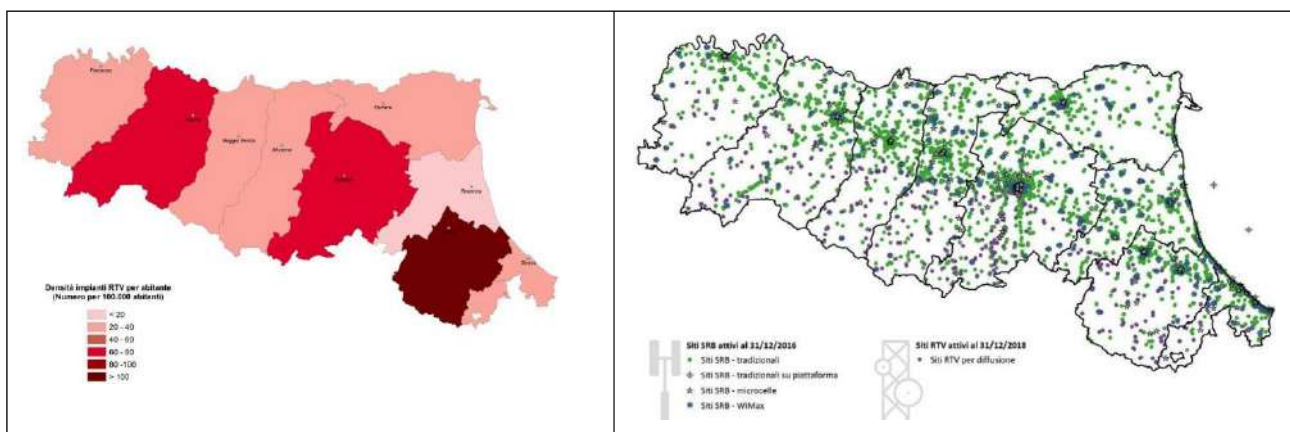 Piacenza
Ferrara
Reggio Emilia
Modena
Ravenna
Rimini
Densità impianti RTV per abitante
(Numero per 100.000 abitanti)
< 20
20 - 40
40 - 60
60 - 80
80 -100
> 100
Siti SRB attivi al 31/12/2016
Siti SRB - tradizionali
Siti SRB - tradizionali su piattaforma
Siti SRB - microcelle
Siti SRB - WiMax
Siti RTV attivi al 31/12/2018
Siti RTV per diffusione